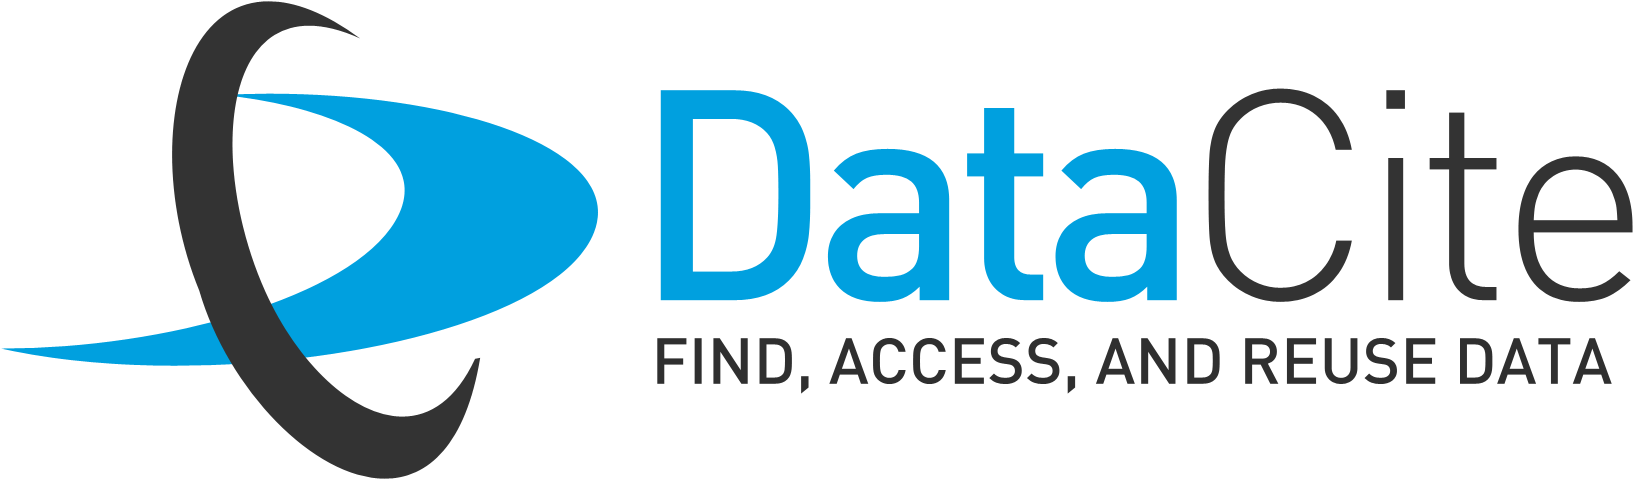 DataCite
FIND, ACCESS, AND REUSE DATA